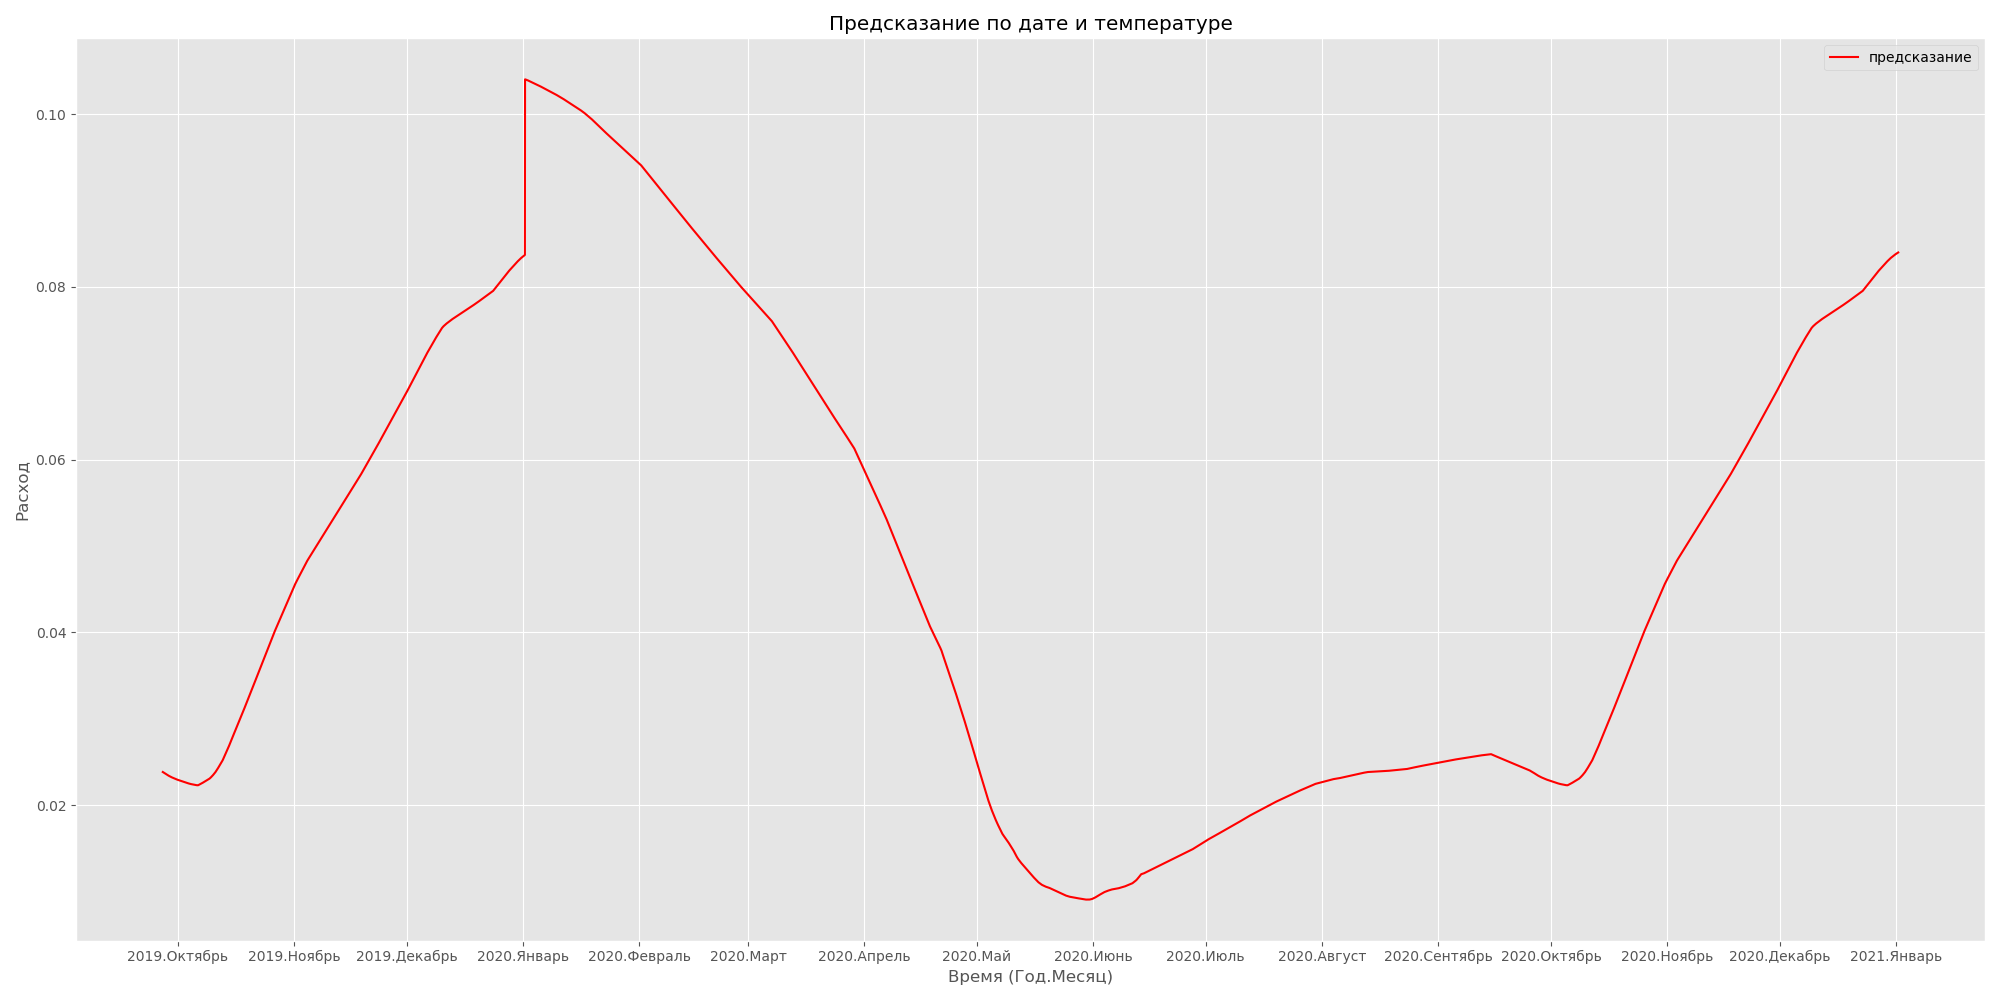 Предсказание по дате и температуре
предсказание
0.10
0.08
0.06
0.04
0.02
Расход
2019.Октябрь 2019.Ноябрь 2019.Декабрь 2020.Январь 2020.Февраль 2020.Март 2020.Апрель 2020.Май 2020.Июнь 2020.Июль 2020.Август 2020.Сентябрь 2020.Октябрь 2020.Ноябрь 2020.Декабрь 2021.Январь
Время (Год.Месяц)